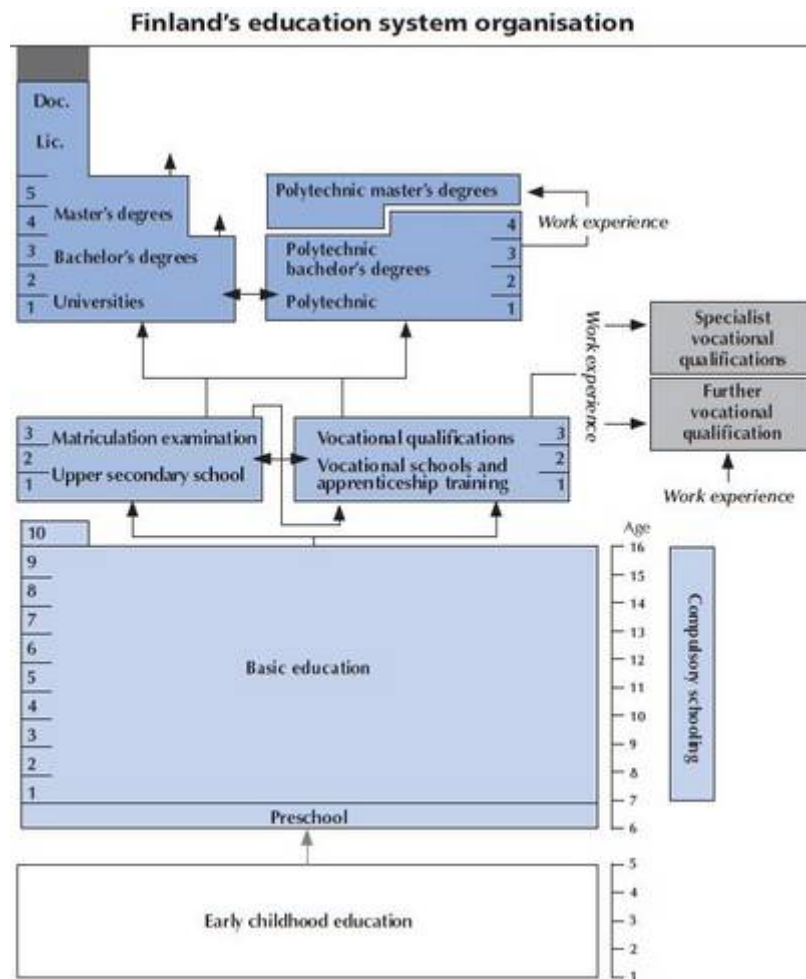 Finland's education system organisation
Doc.
Lic.
5
4
Master's degrees
3
Bachelor's degrees
2
1
Universities
Polytechnic master's degrees
Work experience
4
Polytechnic
bachelor's degrees
3
2
Polytechnic
1
Work experience
Specialist
vocational
qualifications
Further
vocational
qualification
Work experience
3
Matriculation examination
2
1
Upper secondary school
Vocational qualifications
3
Vocational schools and
apprenticeship training
2
1
10
9
8
7
6
5
4
3
2
1
Basic education
Preschool
Age
16
15
14
13
12
11
10
9
8
7
6
Compulsory schooling
Early childhood education
5
4
3
2
1